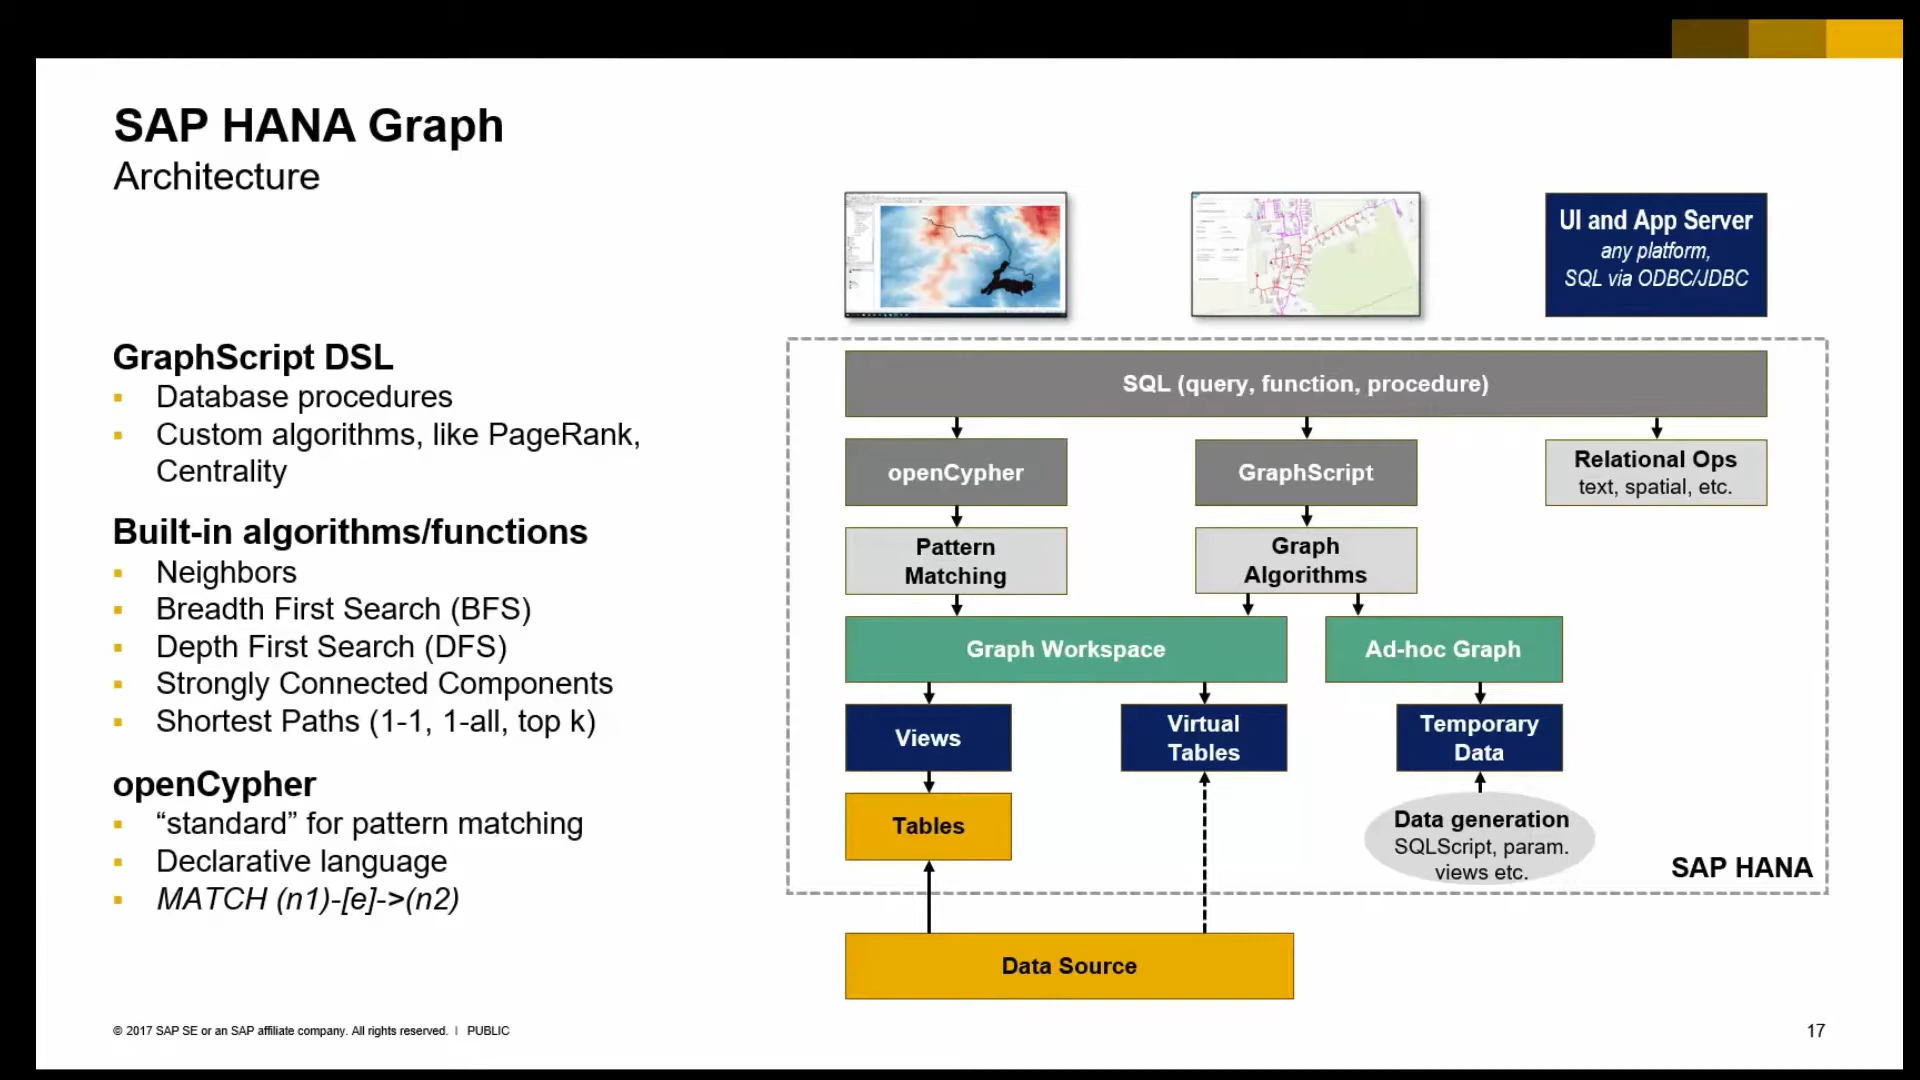 SAP HANA Graph
Architecture
GraphScript DSL
▪ Database procedures
▪ Custom algorithms, like PageRank,
Centrality
Built-in algorithms/functions
▪ Neighbors
▪ Breadth First Search (BFS)
▪ Depth First Search (DFS)
▪ Strongly Connected Components
▪ Shortest Paths (1-1, 1-all, top k)
openCypher
▪ “standard” for pattern matching
▪ Declarative language
▪ MATCH (n1)-[e]->(n2)
UI and App Server
any platform,
SQL via ODBC/JDBC
SQL (query, function, procedure)
openCypher
GraphScript
Relational Ops
text, spatial, etc.
Pattern
Matching
Graph
Algorithms
Graph Workspace
Ad-hoc Graph
Views
Virtual
Tables
Temporary
Data
Tables
Data generation
SQLScript, param.
views etc.
SAP HANA
Data Source
© 2017 SAP SE or an SAP affiliate company. All rights reserved. | PUBLIC
17